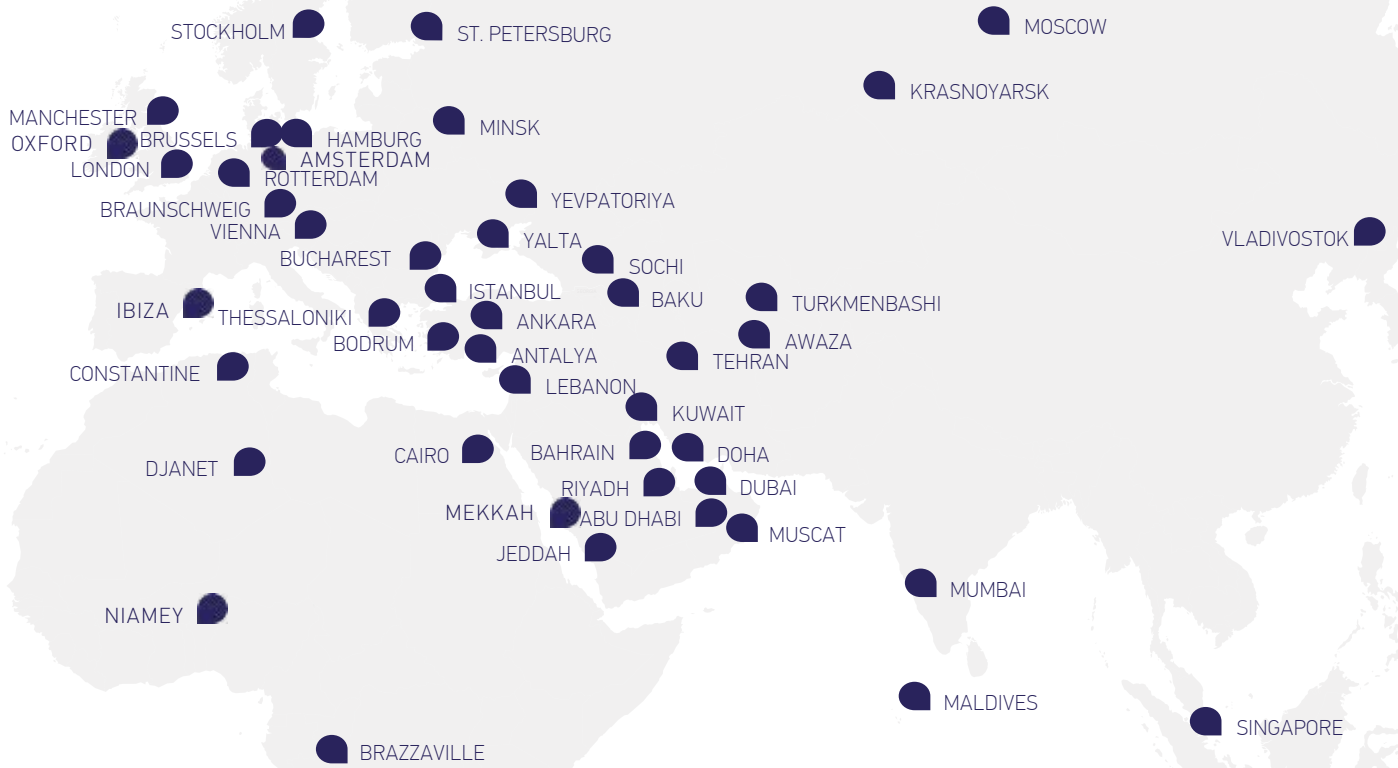 MOSCOW
STOCKHOLM
ST. PETERSBURG
KRASNOYARSK
MANCHESTER
MINSK
BRUSSELS
HAMBURG
OXFORD
AMSTERDAM
LONDON
ROTTERDAM
YEVPATORIYA
BRAUNSCHWEIG
VIENNA
YALTA
VLADIVOSTOK
BUCHAREST
SOCHI
ISTANBUL
BAKU
TURKMENBASHI
IBIZA
THESSALONIKI
ANKARA
BODRUM
AWAZA
ANTALYA
TEHRAN
CONSTANTINE
LEBANON
KUWAIT
CAIRO
BAHRAIN
DOHA
DJANET
RIYADH
DUBAI
MEKKAH
ABU DHABI
MUSCAT
JEDDAH
MUMBAI
NIAMEY
MALDIVES
SINGAPORE
BRAZZAVILLE